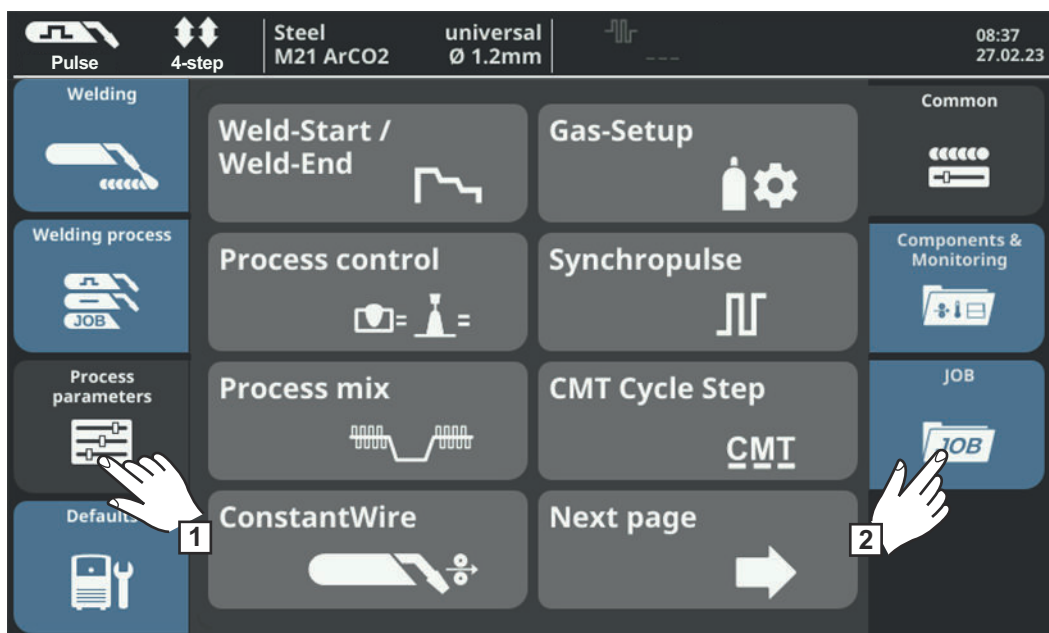 Pulse
4-step
Steel
universal
M21 ArCO2
Ø 1.2mm
---
08:37
27.02.23
Welding
Welding process
JOB
Process
parameters
Defaults
Weld-Start /
Weld-End
Gas-Setup
Process control
Synchropulse
Process mix
CMT Cycle Step
CMT
ConstantWire
Next page
Common
Components &
Monitoring
JOB
JOB
1
2